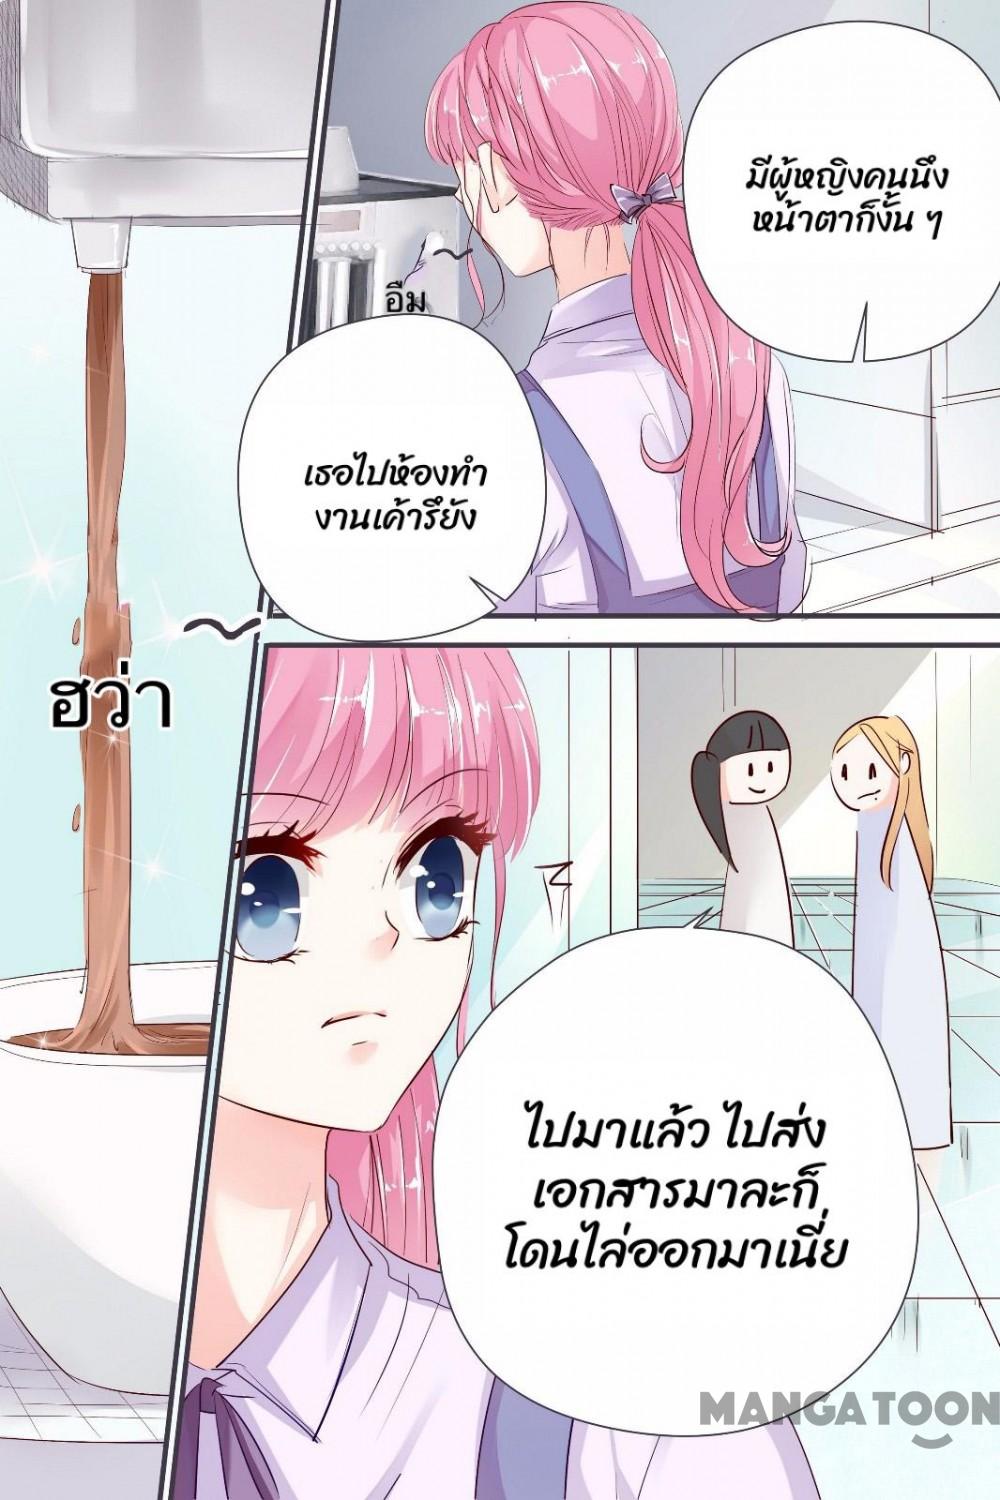 มีผู้หญิงคนนึง
หน้าตาก็งั้น ๆ
อืม
เธอไปห้องทำ
งานเค้ารึยัง
ฮว่า
ไปมาแล้ว ไปส่ง
เอกสารมาละก็
โดนไล่ออกมาเนี่ย
MANGATOON